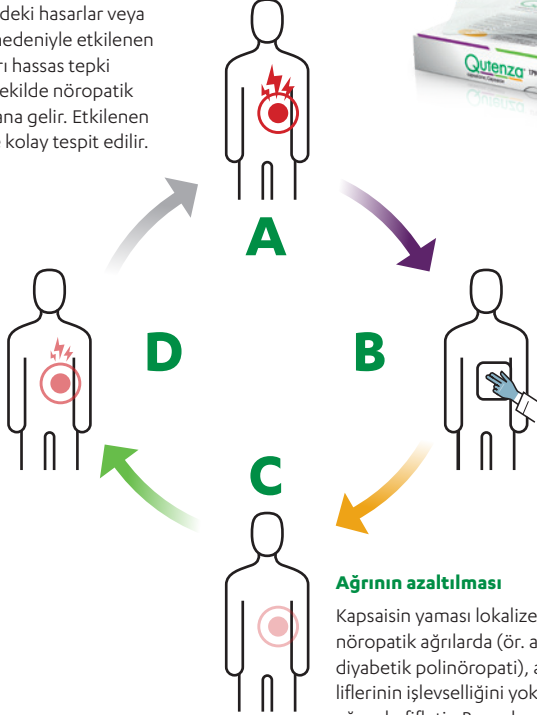 deki hasarlar veya
nedeniyle etkilenen
hassas tepki
ekilde nöropatik
ana gelir. Etkilenen
kolay tespit edilir.
Qutenza
A
D
B
C
Ağrının azaltılması
Kapsaisin yaması lokalize
nöropatik ağrılarda (ör. a
diyabetik polinöropati), a
liflerinin işlevselliğini yok